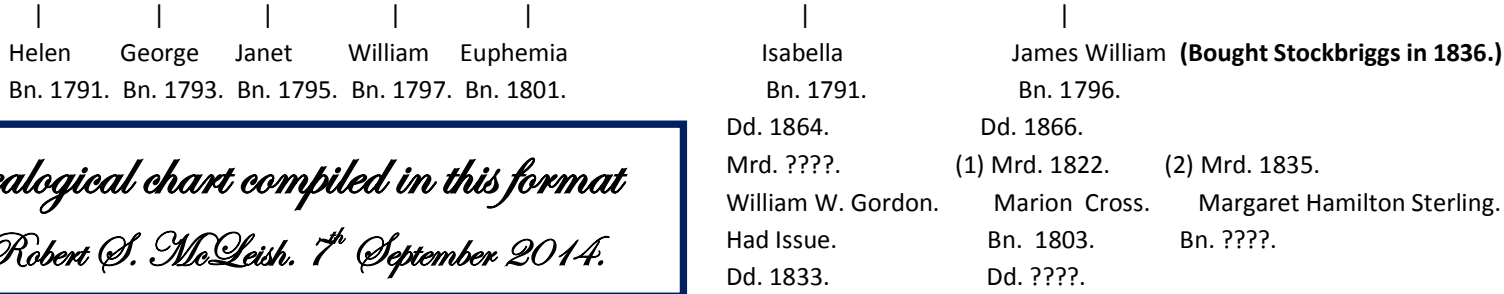 Helen George Janet William Euphemia Isabella James William (Bought Stockbriggs in 1836.)
Bn. 1791. Bn. 1793. Bn. 1795. Bn. 1797. Bn. 1801. Bn. 1791. Bn. 1796.
Dd. 1864. Dd. 1866.
Mrd. ????. (1) Mrd. 1822. (2) Mrd. 1835.
William W. Gordon. Marion Cross. Margaret Hamilton Sterling.
Had Issue. Bn. 1803. Bn. ????.
Dd. 1833. Dd. ????.
ealogical chart compiled in this format
Robert S. McLeish. 7th September 2014.